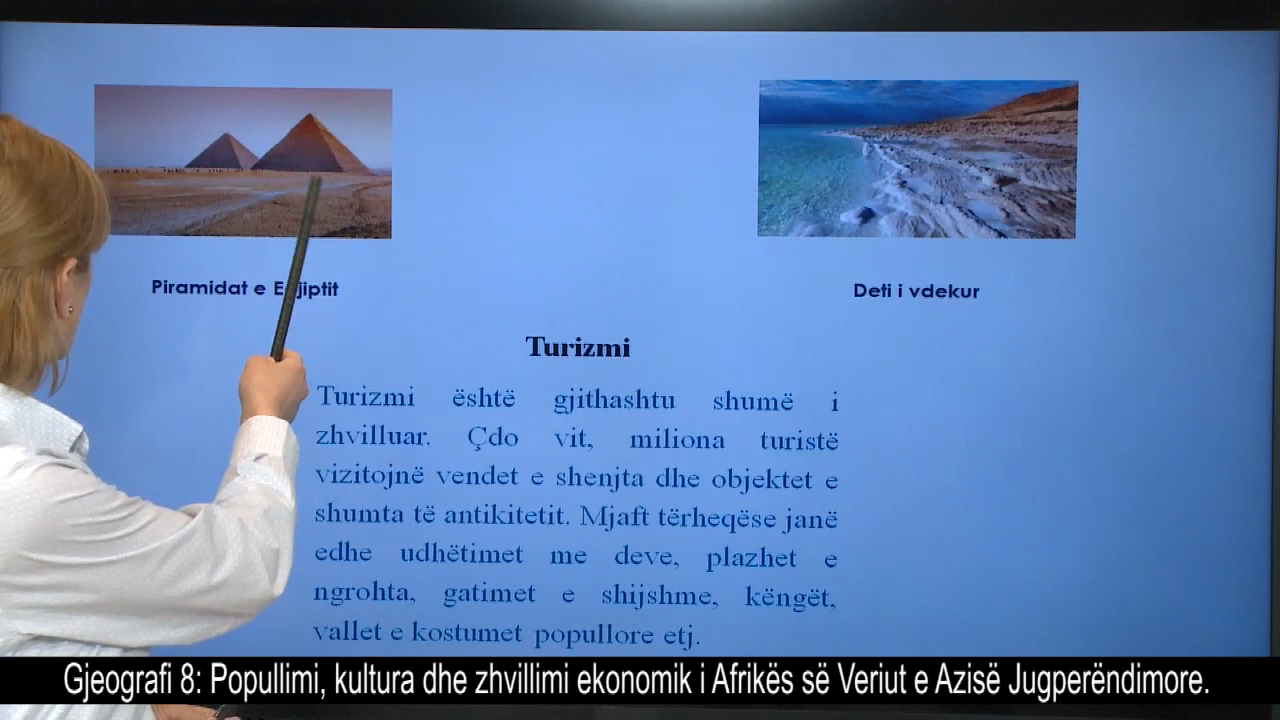 Piramidat e Egjiptit
Deti i vdekur
Turizmi
Turizmi është gjithashtu shumë i
zhvilluar. Çdo vit, miliona turistë
vizitojnë vendet e shenjta dhe objektet e
shumta të antikitetit. Mjaft tërheqëse janë
edhe udhëtimet me deve, plazhet e
ngrohta, gatimet e shijshme, këngët,
vallet e kostumet popullore etj.
Gjeografi 8: Popullimi, kultura dhe zhvillimi ekonomik i Afrikës së Veriut e Azisë Jugperëndimore.